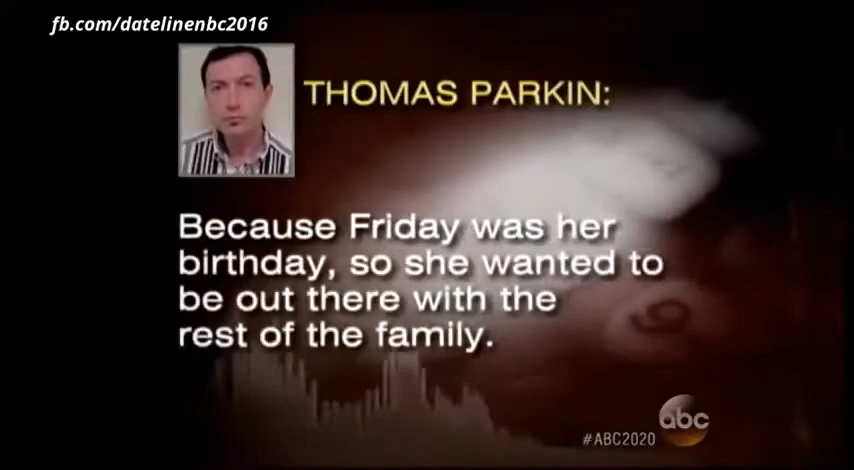 fb.com/datelinenbc2016
THOMAS PARKIN:
Because Friday was her
birthday, so she wanted to
be out there with the
rest of the family.
9
abc
#ABC2020